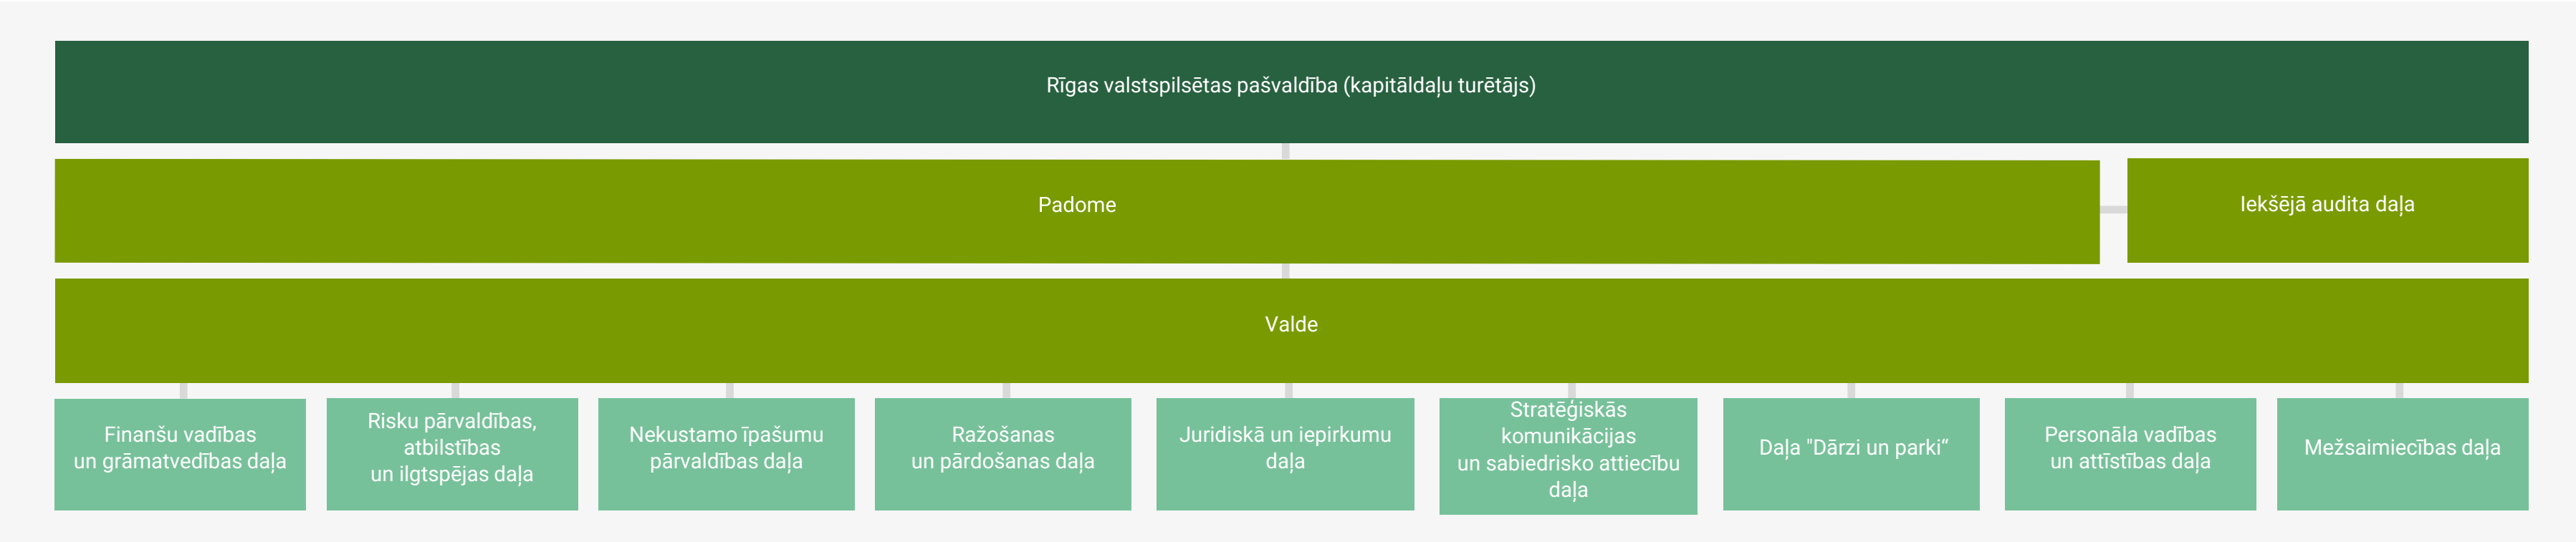 Rīgas valstspilsētas pašvaldība (kapitāldaļu turētājs)
Padome
Iekšējā audita daļa
Valde
Finanšu vadības
un grāmatvedības daļa
Risku pārvaldības,
atbilstības
un ilgtspējas daļa
Nekustamo īpašumu
pārvaldības daļa
Ražošanas
un pārdošanas daļa
Juridiskā un iepirkumu
daļa
Stratēģiskās
komunikācijas
un sabiedrisko attiecību
daļa
Daļa "Dārzi un parki“
Personāla vadības
un attīstības daļa
Mežsaimiecības daļa